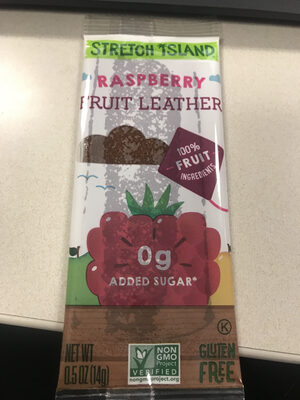 STRETCH ISLAND
RASPBERRY
FRUIT LEATHER
100%
FRUIT
INGREDIENTS
0g
ADDED SUGAR*
NET WT
0.5 OZ (14g)
NON
GMO
Project
VERIFIED
nongmoproject.org
K
GLUTEN
FREE